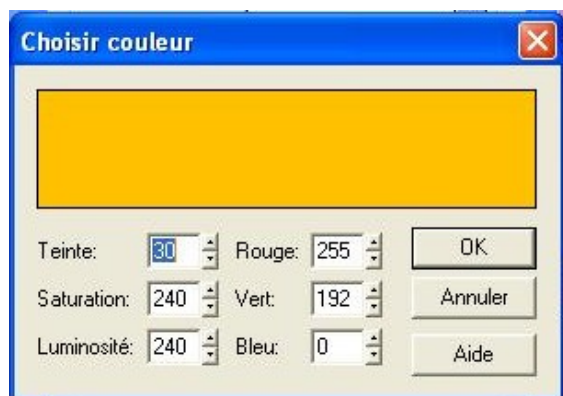 Choisir couleur
Teinte: 30 Rouge: 255 OK
Saturation: 240 Vert: 192 Annuler
Luminosité: 240 Bleu: 0 Aide